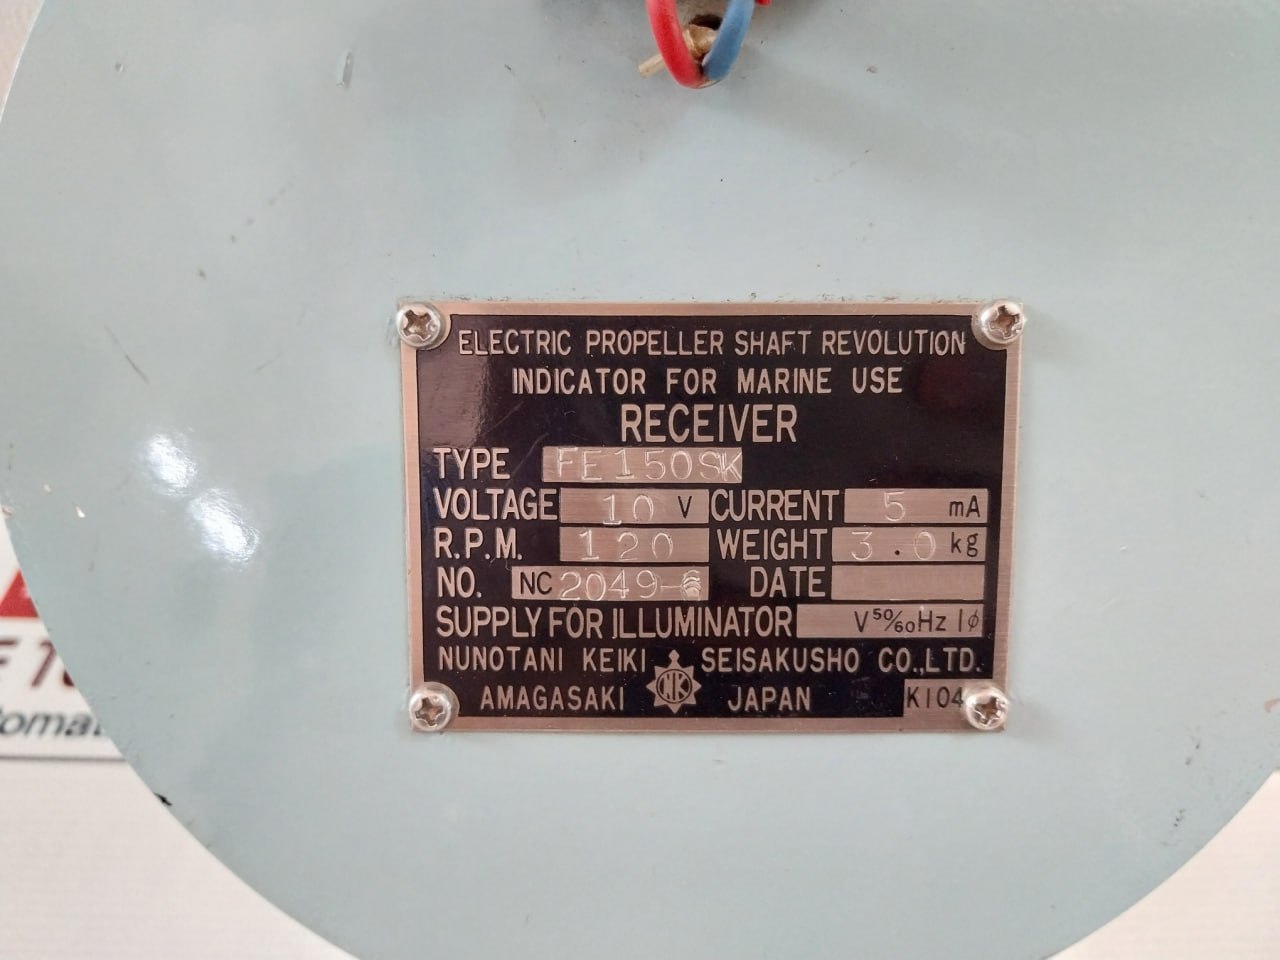 ELECTRIC PROPELLER SHAFT REVOLUTION
INDICATOR FOR MARINE USE
RECEIVER
TYPE FE150SK
VOLTAGE 10 V CURRENT 5 mA
R.P.M. 120 WEIGHT 3.0 kg
NO. NC 2049-6 DATE
SUPPLY FOR ILLUMINATOR V 50/60Hz 1ϕ
NUNOTANI KEIKI SEISAKUSHO CO.,LTD.
NK
AMAGASAKI JAPAN K104